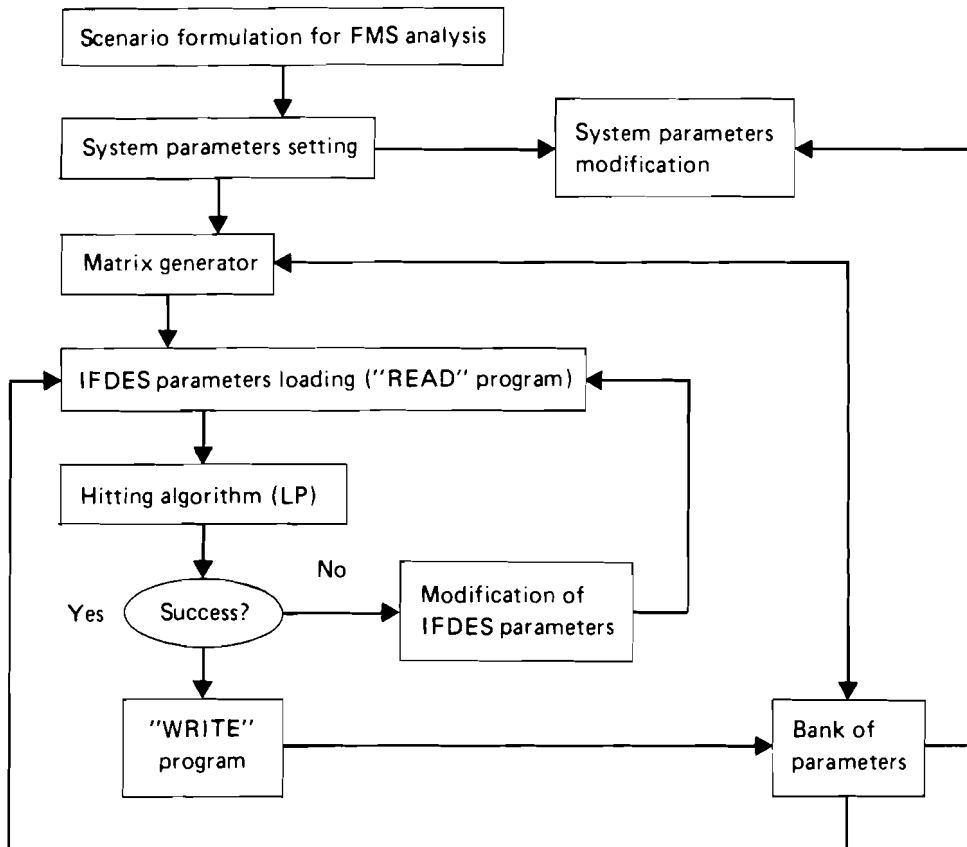 Scenario formulation for FMS analysis
System parameters setting
System parameters
modification
Matrix generator
IFDES parameters loading ("READ" program)
Hitting algorithm (LP)
No
Yes
Success?
Modification of
IFDES parameters
"WRITE"
program
Bank of
parameters